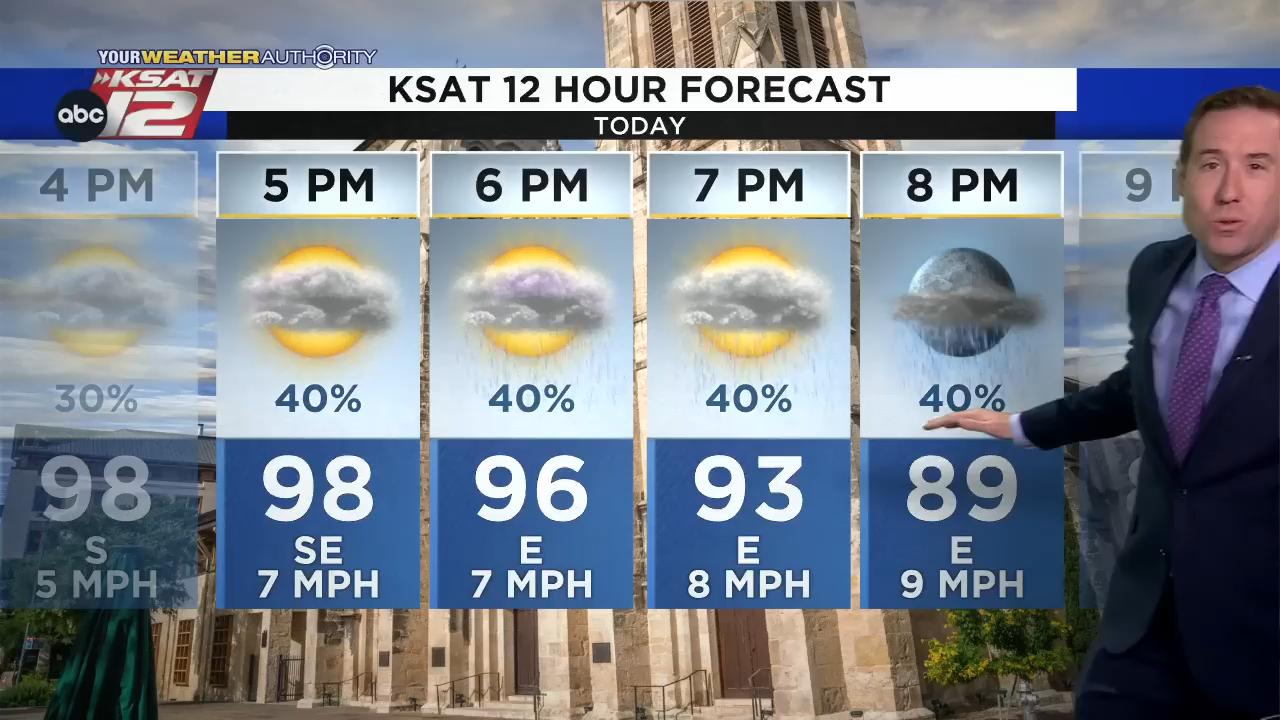 YOUR WEATHER AUTHORITY
KSAT
abc 12
KSAT 12 HOUR FORECAST
TODAY
4 PM 5 PM 6 PM 7 PM 8 PM 9
30% 40% 40% 40% 40%
98 98 96 93 89
S SE E E E
5 MPH 7 MPH 7 MPH 8 MPH 9 MPH